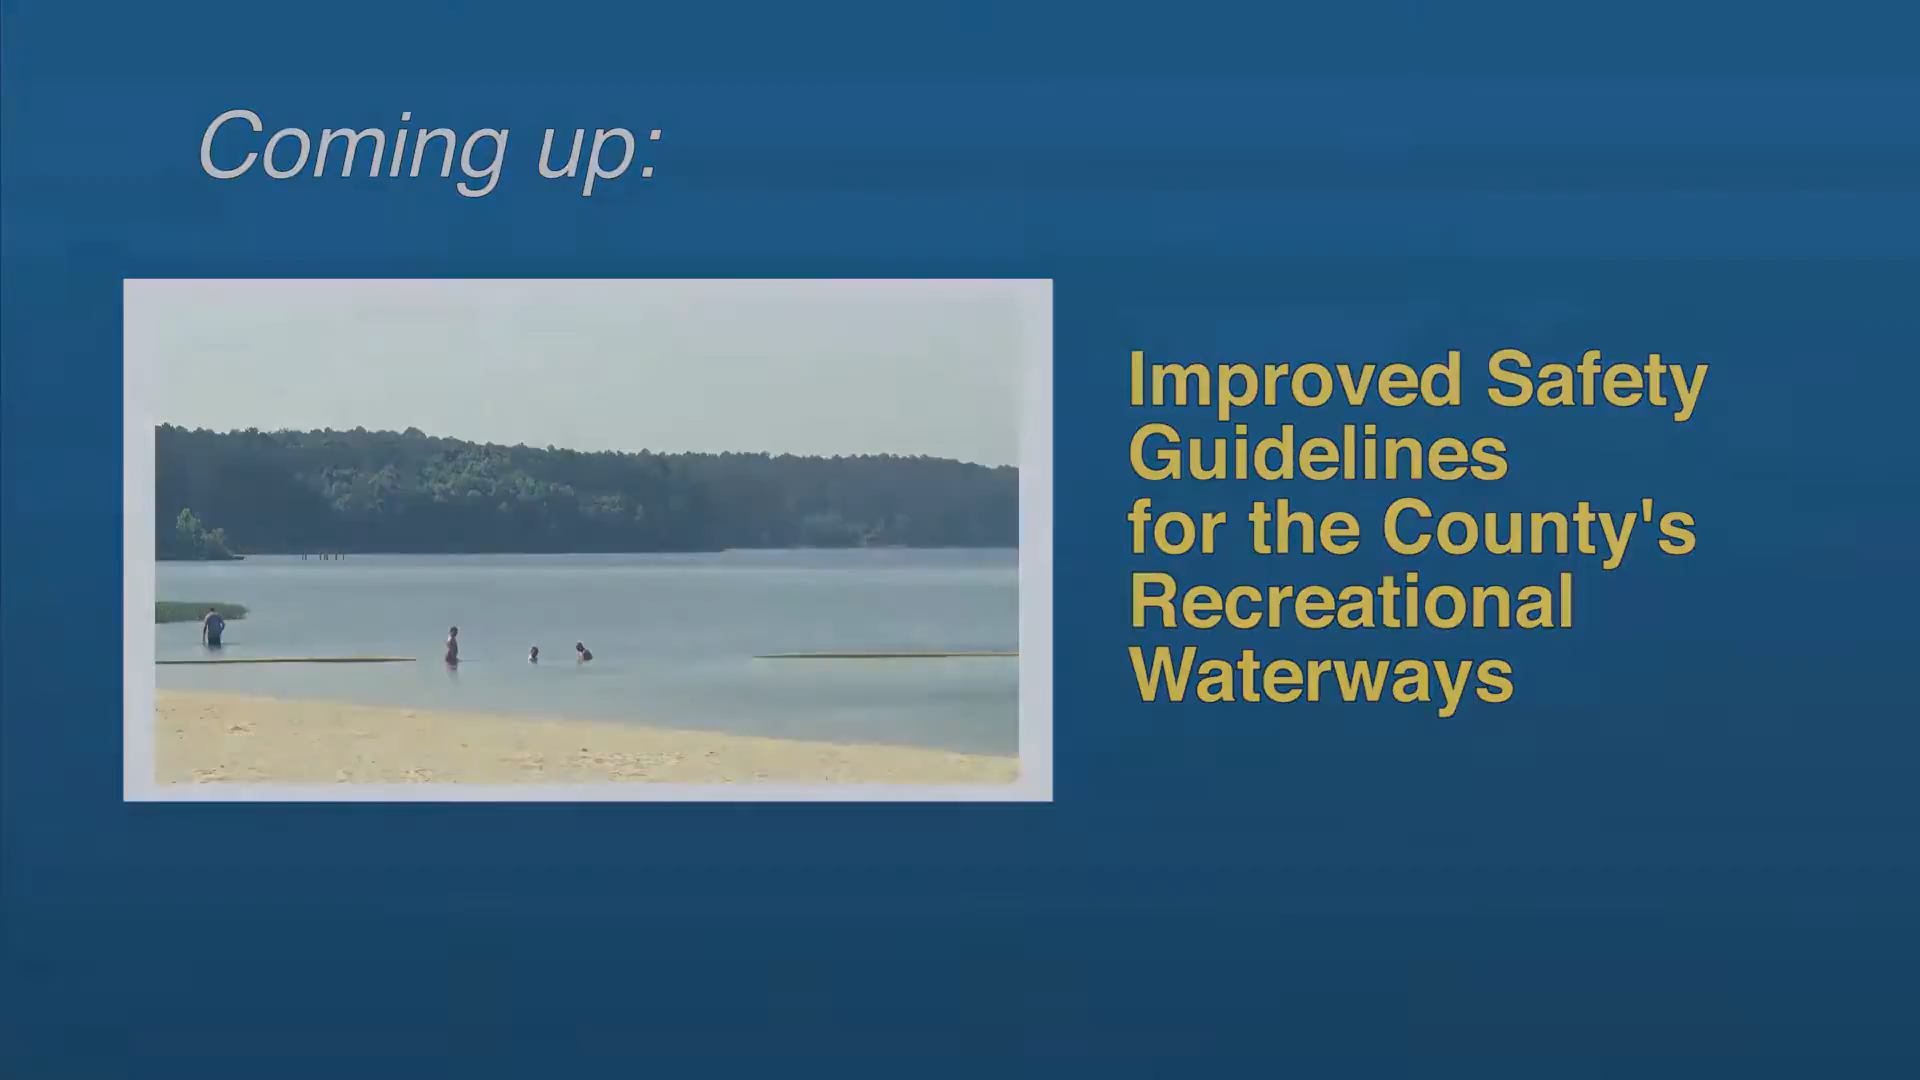 Coming up:
Improved Safety
Guidelines
for the County's
Recreational
Waterways